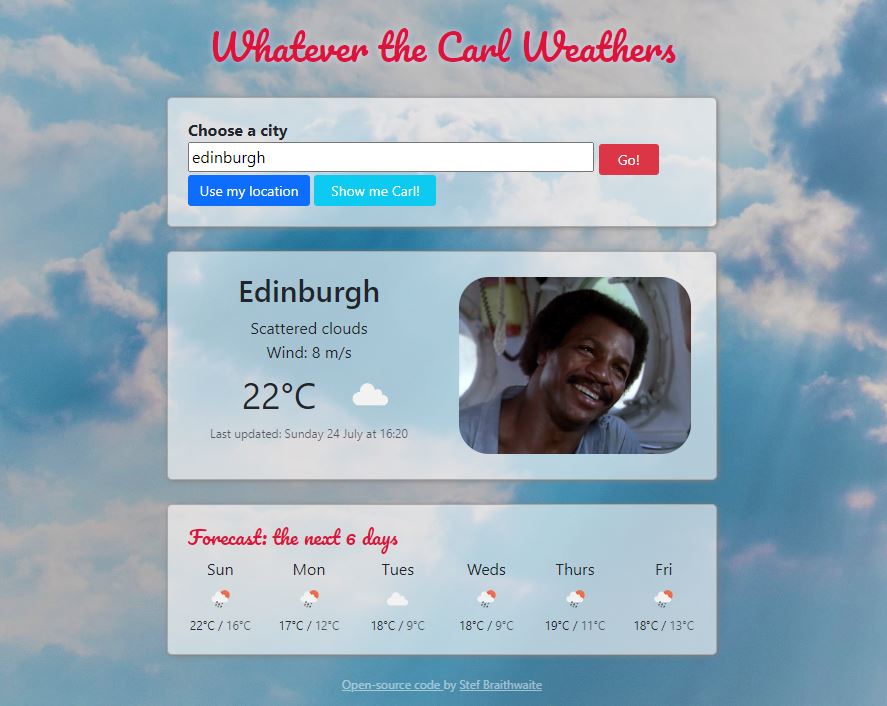 Whatever the Carl Weathers
Choose a city
edinburgh
Go!
Use my location
Show me Carl!
Edinburgh
Scattered clouds
Wind: 8 m/s
22°C
Last updated: Sunday 24 July at 16:20
Forecast: the next 6 days
Sun Mon Tues Weds Thurs Fri
22°C / 16°C 17°C / 12°C 18°C / 9°C 18°C / 9°C 19°C / 11°C 18°C / 13°C
Open-source code by Stef Braithwaite